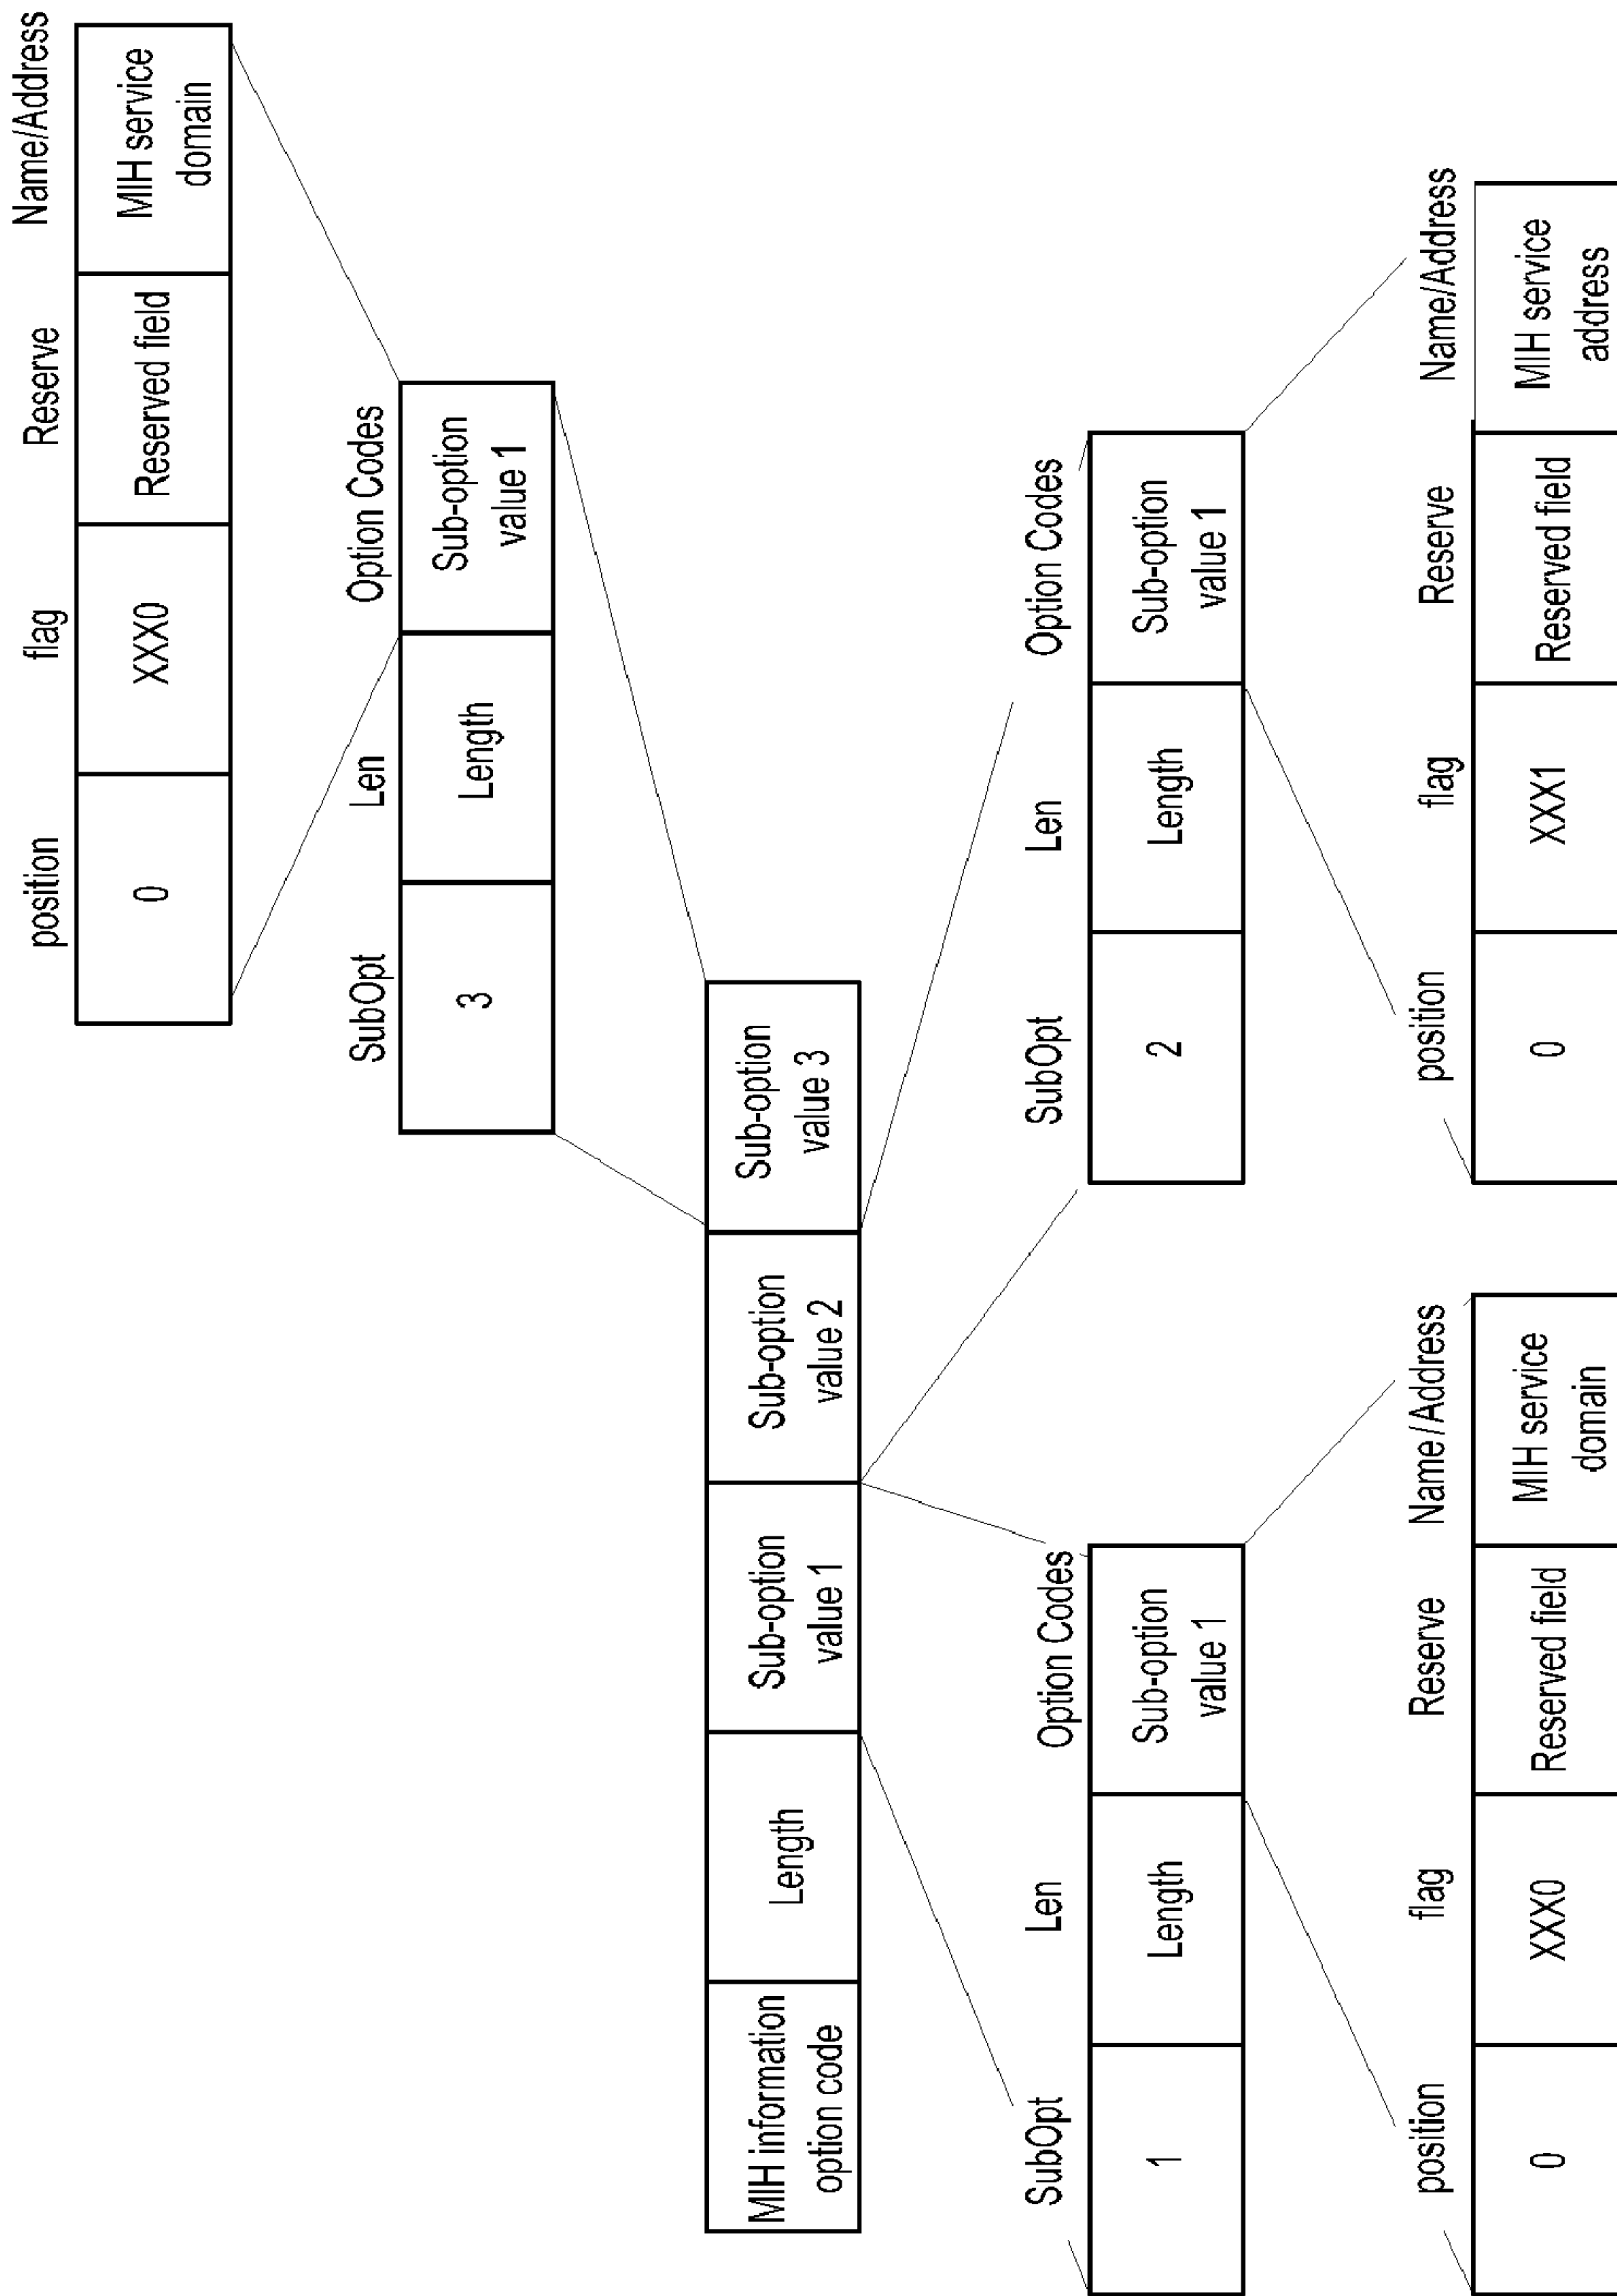 position flag Reserve Name/Address
0 XXX0 Reserved field MIH service
domain
SubOpt Len Option Codes
3 Length Sub-option
value 1
MIH information Length Sub-option Sub-option Sub-option
option code value 1 value 2 value 3
SubOpt Len Option Codes
1 Length Sub-option
value 1
SubOpt Len Option Codes
2 Length Sub-option
value 1
position flag Reserve Name/Address
0 XXX0 Reserved field MIH service
domain
position flag Reserve Name/Address
0 XXX1 Reserved field MIH service
address